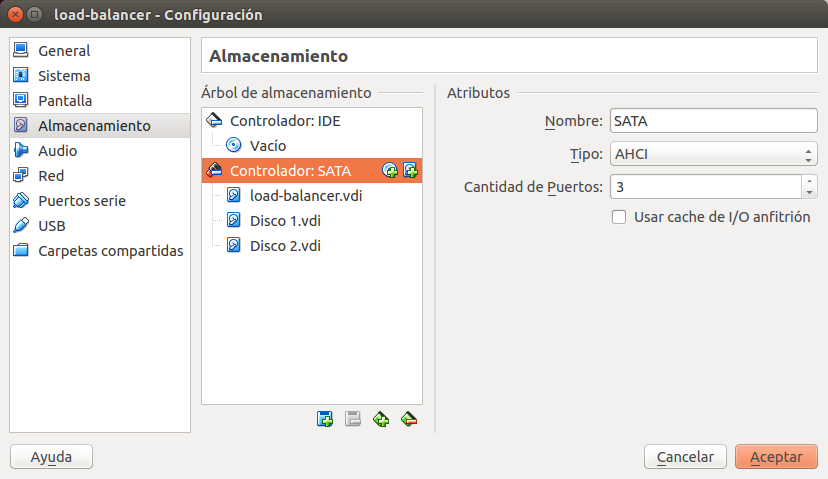 load-balancer - Configuración
General
Sistema
Pantalla
Almacenamiento
Audio
Red
Puertos serie
USB
Carpetas compartidas
Almacenamiento
Árbol de almacenamiento
Controlador: IDE
Vacío
Controlador: SATA
load-balancer.vdi
Disco 1.vdi
Disco 2.vdi
Atributos
Nombre: SATA
Tipo: AHCI
Cantidad de Puertos: 3
Usar cache de I/O anfitrión
Ayuda
Cancelar
Aceptar